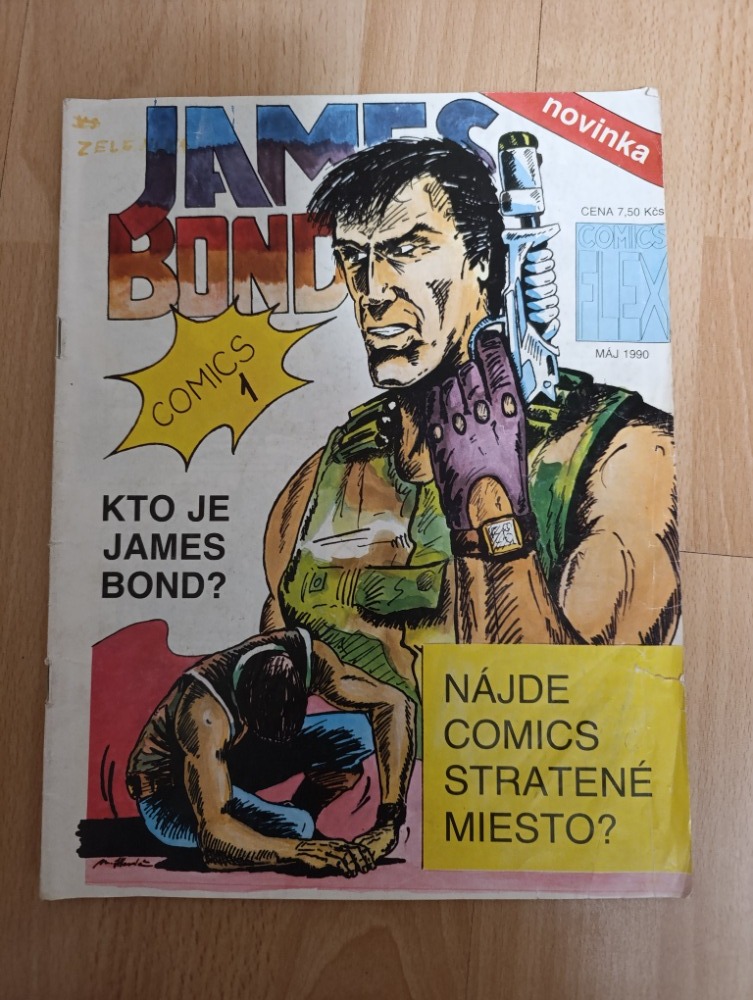 JAMES
BOND
novinka
CENA 7,50 Kčs
COMICS
FLEX
MÁJ 1990
COMICS
1
KTO JE
JAMES
BOND?
NÁJDE
COMICS
STRATENÉ
MIESTO?